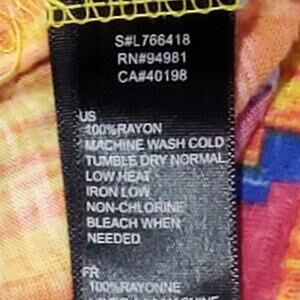 S#L766418
RN#94981
CA#40198
US
100%RAYON
MACHINE WASH COLD
TUMBLE DRY NORMAL
LOW HEAT
IRON LOW
NON-CHLORINE
BLEACH WHEN
NEEDED
FR
100%RAYONNE